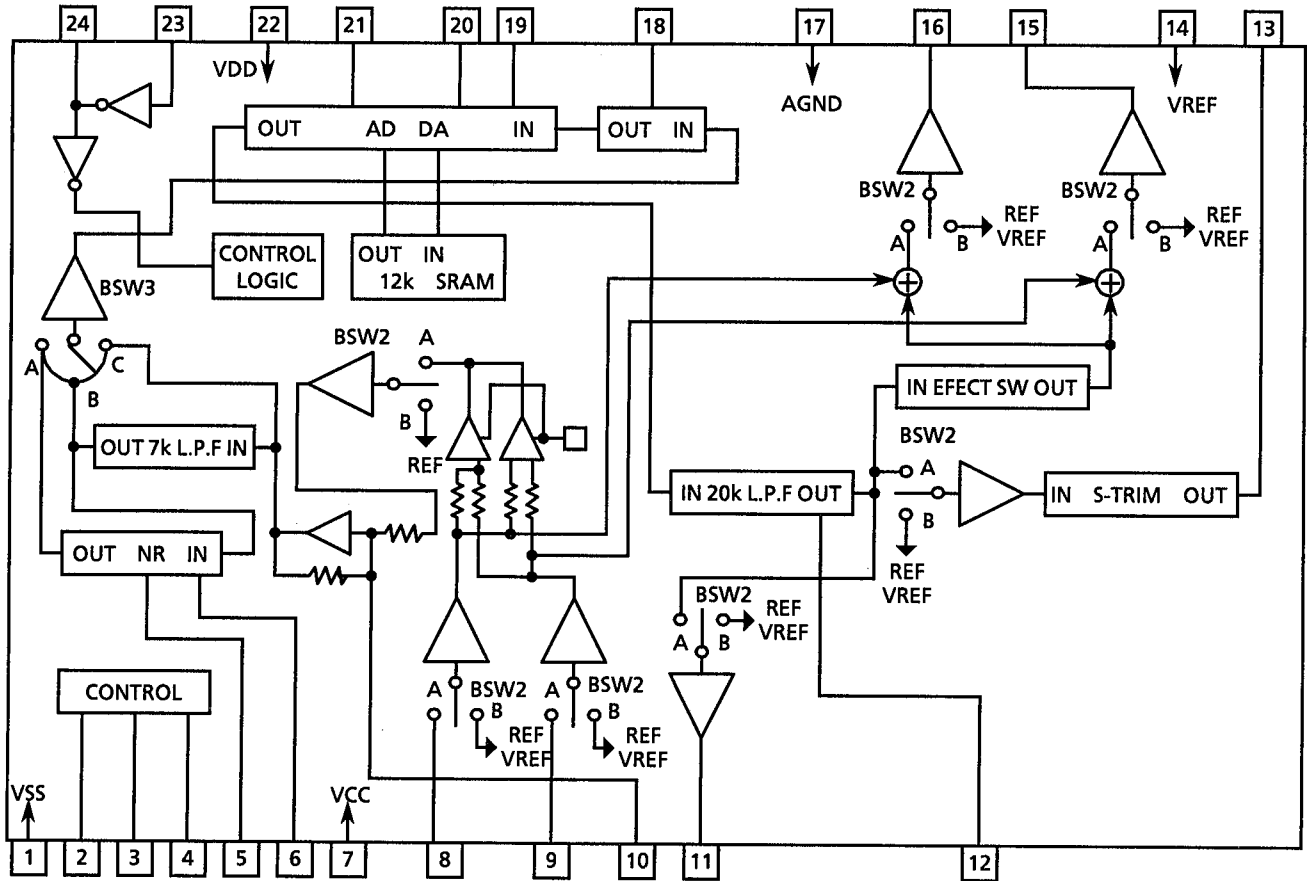 24 23 22 21 20 19 18 17 16 15 14 13
VDD
AGND
VREF
OUT AD DA IN
OUT IN
BSW2
A
B
REF
VREF
BSW2
A
B
REF
VREF
CONTROL
LOGIC
OUT IN
12k SRAM
BSW3
A
B
C
BSW2
A
B
REF
OUT 7k L.P.F IN
IN EFECT SW OUT
BSW2
A
B
REF
VREF
IN 20k L.P.F OUT
IN S-TRIM OUT
OUT NR IN
BSW2
A
B
REF
VREF
CONTROL
A
BSW2
B
REF
VREF
A
BSW2
B
REF
VREF
VSS
VCC
1 2 3 4 5 6 7 8 9 10 11 12